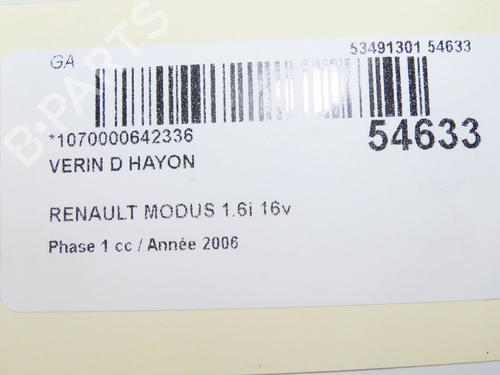 GA
53491301 54633
*1070000642336
54633
VERIN D HAYON
RENAULT MODUS 1.6i 16v
Phase 1 cc / Année 2006
B-PARTS